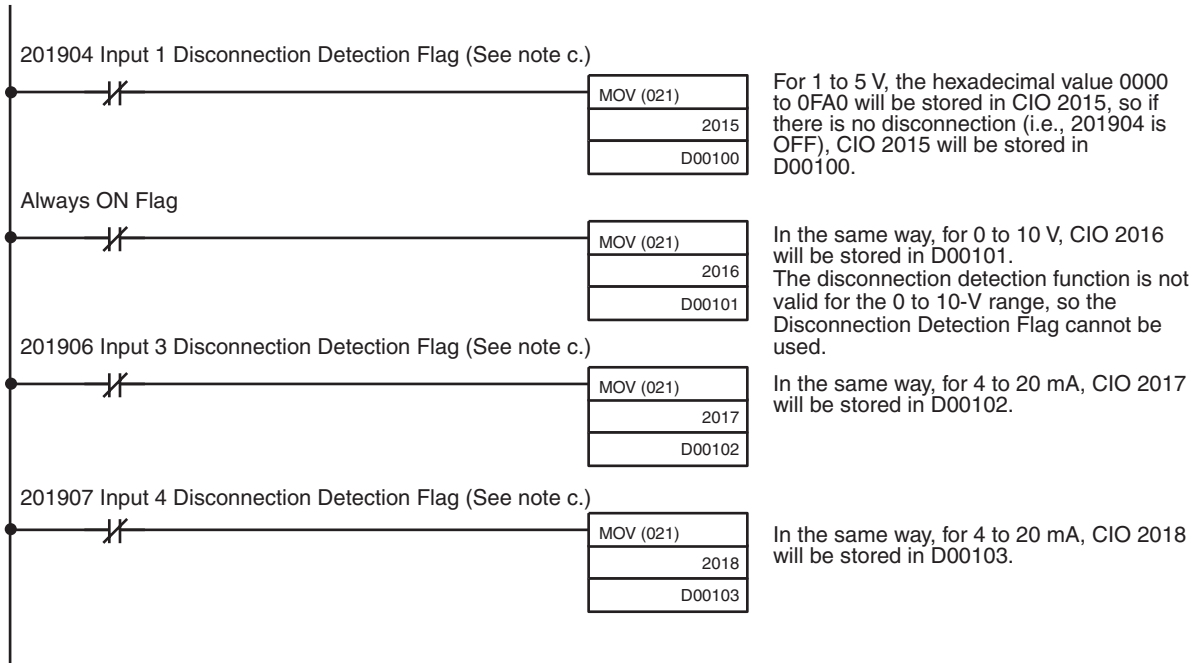 201904 Input 1 Disconnection Detection Flag (See note c.)
MOV (021)
2015
D00100
For 1 to 5 V, the hexadecimal value 0000
to 0FA0 will be stored in CIO 2015, so if
there is no disconnection (i.e., 201904 is
OFF), CIO 2015 will be stored in
D00100.
Always ON Flag
MOV (021)
2016
D00101
In the same way, for 0 to 10 V, CIO 2016
will be stored in D00101.
The disconnection detection function is not
valid for the 0 to 10-V range, so the
Disconnection Detection Flag cannot be
used.
201906 Input 3 Disconnection Detection Flag (See note c.)
MOV (021)
2017
D00102
In the same way, for 4 to 20 mA, CIO 2017
will be stored in D00102.
201907 Input 4 Disconnection Detection Flag (See note c.)
MOV (021)
2018
D00103
In the same way, for 4 to 20 mA, CIO 2018
will be stored in D00103.